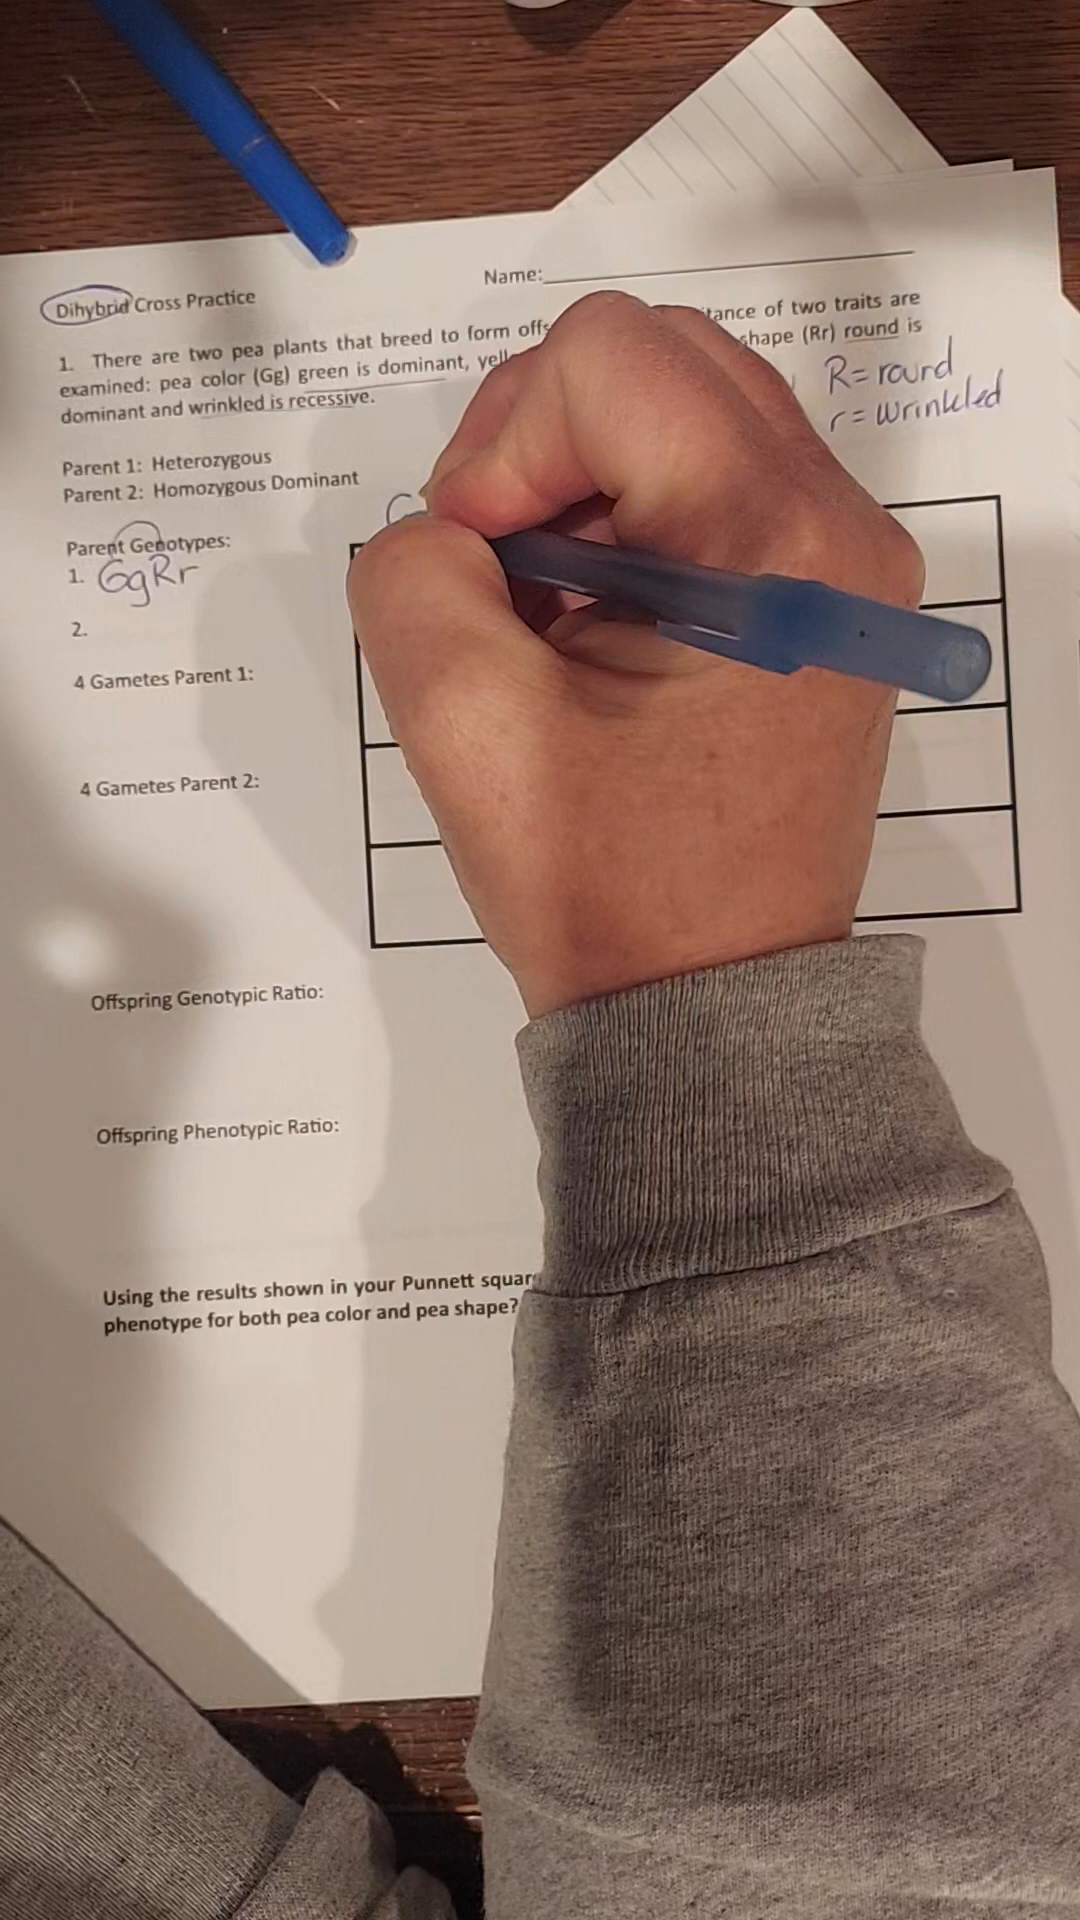 Name:
Dihybrid Cross Practice
1. There are two pea plants that breed to form of two traits are
examined: pea color (Gg) green is dominant, shape (Rr) round is
dominant and wrinkled is recessive.
R = round
r = wrinkled
Parent 1: Heterozygous
Parent 2: Homozygous Dominant
G
Parent Genotypes:
1. GgRr
2.
4 Gametes Parent 1:
4 Gametes Parent 2:
Offspring Genotypic Ratio:
Offspring Phenotypic Ratio:
Using the results shown in your Punnett
phenotype for both pea color and pea shape?